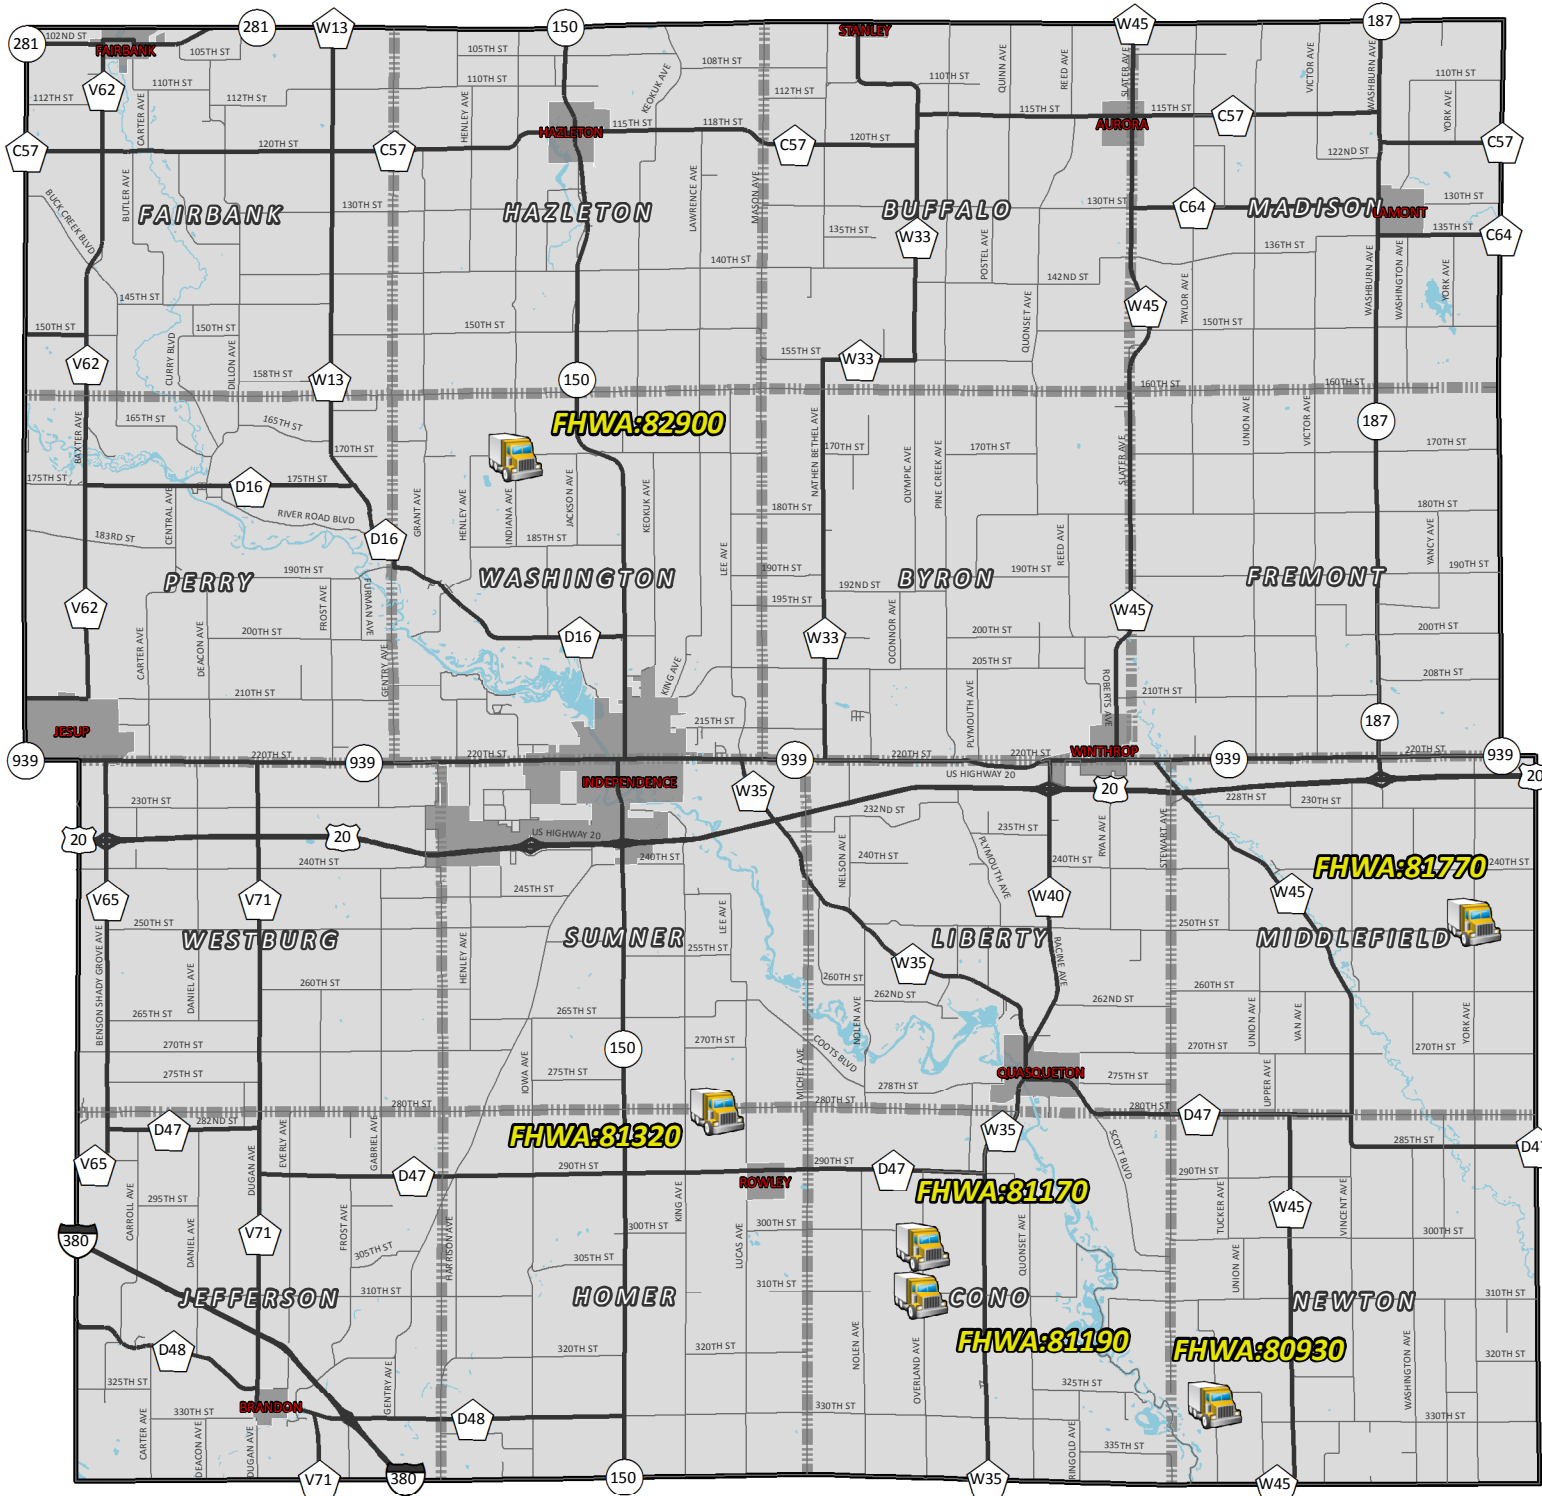 281
102ND ST
FAIRBANK
281
W13
150
STANLEY
W45
187
105TH ST
105TH ST
108TH ST
QUINN AVE
REED AVE
SLATER AVE
VICTOR AVE
WASHBURN AVE
V62
110TH ST
110TH ST
KEOKUK AVE
110TH ST
110TH ST
112TH ST
CARTER AVE
112TH ST
HENLEY AVE
112TH ST
YORK AVE
HAZLETON
115TH ST
118TH ST
115TH ST
AURORA
115TH ST
C57
C57
120TH ST
C57
C57
120TH ST
122ND ST
C57
BUCK CREEK BLVD
BUTLER AVE
FAIRBANK
130TH ST
HAZLETON
LAWRENCE AVE
MASON AVE
BUFFALO
130TH ST
C64
MADISON
LAMONT
130TH ST
135TH ST
W33
POSTEL AVE
136TH ST
135TH ST
C64
140TH ST
142ND ST
145TH ST
QUONSET AVE
W45
TAYLOR AVE
WASHBURN AVE
WASHINGTON AVE
YORK AVE
150TH ST
150TH ST
150TH ST
150TH ST
V62
CURRY BLVD
DILLON AVE
158TH ST
W13
150
155TH ST
W33
160TH ST
160TH ST
BAXTER AVE
165TH ST
165TH ST
FHWA:82900
NATHEN BETHEL AVE
UNION AVE
VICTOR AVE
187
170TH ST
170TH ST
OLYMPIC AVE
PINE CREEK AVE
170TH ST
SLATER AVE
170TH ST
175TH ST
D16
175TH ST
CENTRAL AVE
RIVER ROAD BLVD
GRANT AVE
HENLEY AVE
INDIANA AVE
JACKSON AVE
KEOKUK AVE
180TH ST
180TH ST
183RD ST
D16
185TH ST
LEE AVE
REED AVE
YANCY AVE
PERRY
190TH ST
WASHINGTON
190TH ST
192ND ST
BYRON
190TH ST
FREMONT
190TH ST
V62
FROST AVE
FURMAN AVE
195TH ST
W45
CARTER AVE
DEACON AVE
200TH ST
D16
W33
OCONNOR AVE
200TH ST
200TH ST
GENTRY AVE
KING AVE
205TH ST
208TH ST
210TH ST
PLYMOUTH AVE
ROBERTS AVE
210TH ST
JESUP
215TH ST
187
939
220TH ST
939
220TH ST
939
220TH ST
220TH ST
WINTHROP
939
220TH ST
939
INDEPENDENCE
W35
US HIGHWAY 20
20
20
230TH ST
232ND ST
228TH ST
230TH ST
20
20
US HIGHWAY 20
235TH ST
RYAN AVE
STEWART AVE
240TH ST
240TH ST
NELSON AVE
240TH ST
PLYMOUTH AVE
240TH ST
FHWA:81770
240TH ST
V65
V71
245TH ST
W40
W45
250TH ST
LEE AVE
250TH ST
BENSON SHADY GROVE AVE
WESTBURG
HENLEY AVE
SUMNER
255TH ST
LIBERTY
RACINE AVE
MIDDLEFIELD
DANIEL AVE
260TH ST
260TH ST
W35
260TH ST
265TH ST
265TH ST
262ND ST
262ND ST
UNION AVE
VAN AVE
YORK AVE
270TH ST
150
270TH ST
NOLEN AVE
COOTS BLVD
270TH ST
270TH ST
275TH ST
IOWA AVE
275TH ST
MICHEL AVE
278TH ST
QUASQUETON
275TH ST
UPPER AVE
280TH ST
280TH ST
280TH ST
D47
282ND ST
D47
EVERLY AVE
GABRIEL AVE
FHWA:81320
W35
SCOTT BLVD
285TH ST
D47
V65
DUGAN AVE
D47
290TH ST
ROWLEY
290TH ST
D47
290TH ST
CARROLL AVE
295TH ST
FHWA:81170
TUCKER AVE
W45
VINCENT AVE
380
DANIEL AVE
V71
FROST AVE
305TH ST
HARRISON AVE
300TH ST
KING AVE
LUCAS AVE
300TH ST
QUONSET AVE
300TH ST
305TH ST
UNION AVE
JEFFERSON
310TH ST
HOMER
310TH ST
CONO
NEWTON
310TH ST
D48
320TH ST
320TH ST
NOLEN AVE
OVERLAND AVE
FHWA:81190
FHWA:80930
WASHINGTON AVE
320TH ST
325TH ST
GENTRY AVE
325TH ST
BRANDON
330TH ST
D48
330TH ST
330TH ST
CARTER AVE
DEACON AVE
DUGAN AVE
RINGOLD AVE
335TH ST
V71
380
150
W35
W45